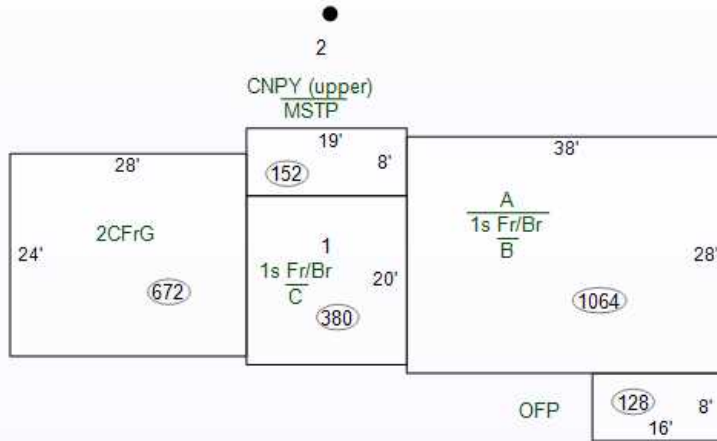 2
CNPY (upper)
MSTP
19'
152
8'
28'
2CFrG
24'
672
1
1s Fr/Br
C
20'
380
38'
A
1s Fr/Br
B
28'
1064
OFP
128
8'
16'